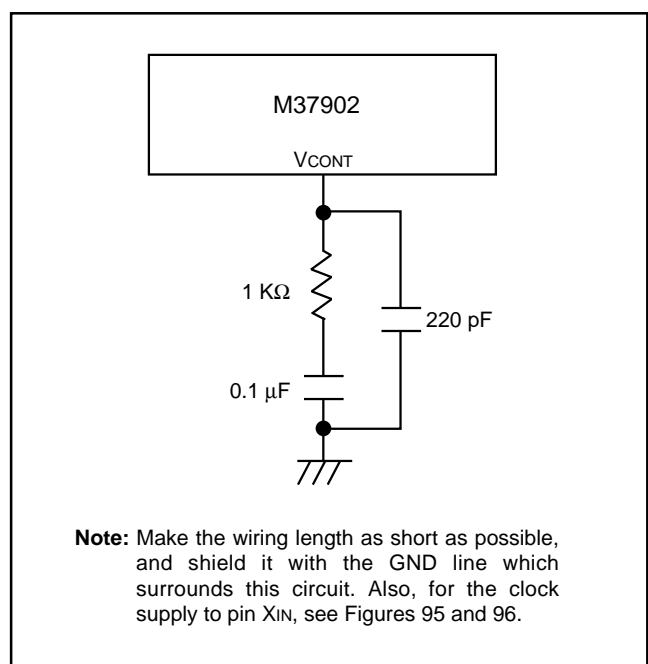 M37902
VCONT
1 KΩ
220 pF
0.1 μF
Note: Make the wiring length as short as possible,
and shield it with the GND line which
surrounds this circuit. Also, for the clock
supply to pin XIN, see Figures 95 and 96.